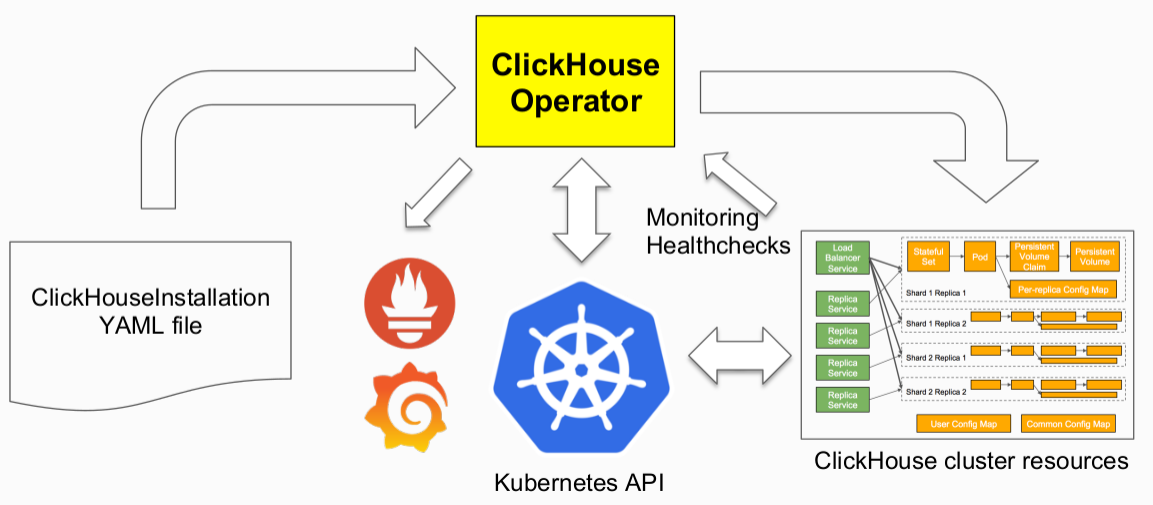 ClickHouse
Operator
Monitoring
Healthchecks
ClickHouseInstallation
YAML file
Load
Balancer
Service
Replica
Service
Replica
Service
Replica
Service
Replica
Service
Stateful
Set
Pod
Persistent
Volume
Claim
Persistent
Volume
Per-replica Config Map
Shard 1 Replica 1
Shard 1 Replica 2
Shard 2 Replica 1
Shard 2 Replica 2
User Config Map
Common Config Map
ClickHouse cluster resources
Kubernetes API